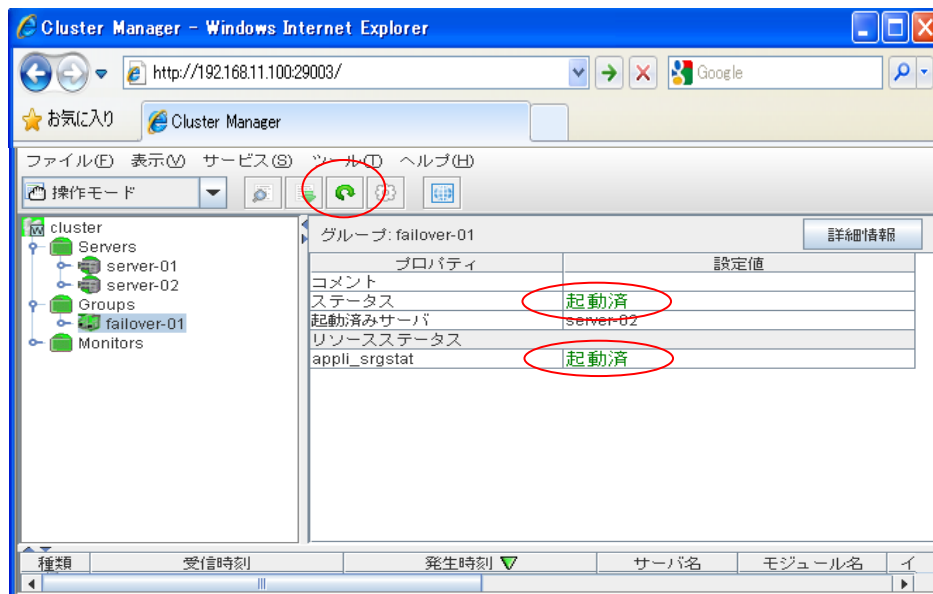 Cluster Manager - Windows Internet Explorer
http://192.168.11.100:29003/
Google
お気に入り
Cluster Manager
ファイル(F) 表示(V) サービス(S) ツール(T) ヘルプ(H)
操作モード
cluster
Servers
server-01
server-02
Groups
failover-01
Monitors
グループ: failover-01
詳細情報
プロパティ 設定値
コメント
ステータス 起動済
起動済みサーバ server-02
リソースステータス
appli_srgstat 起動済
種類 受信時刻 発生時刻 サーバ名 モジュール名 イ